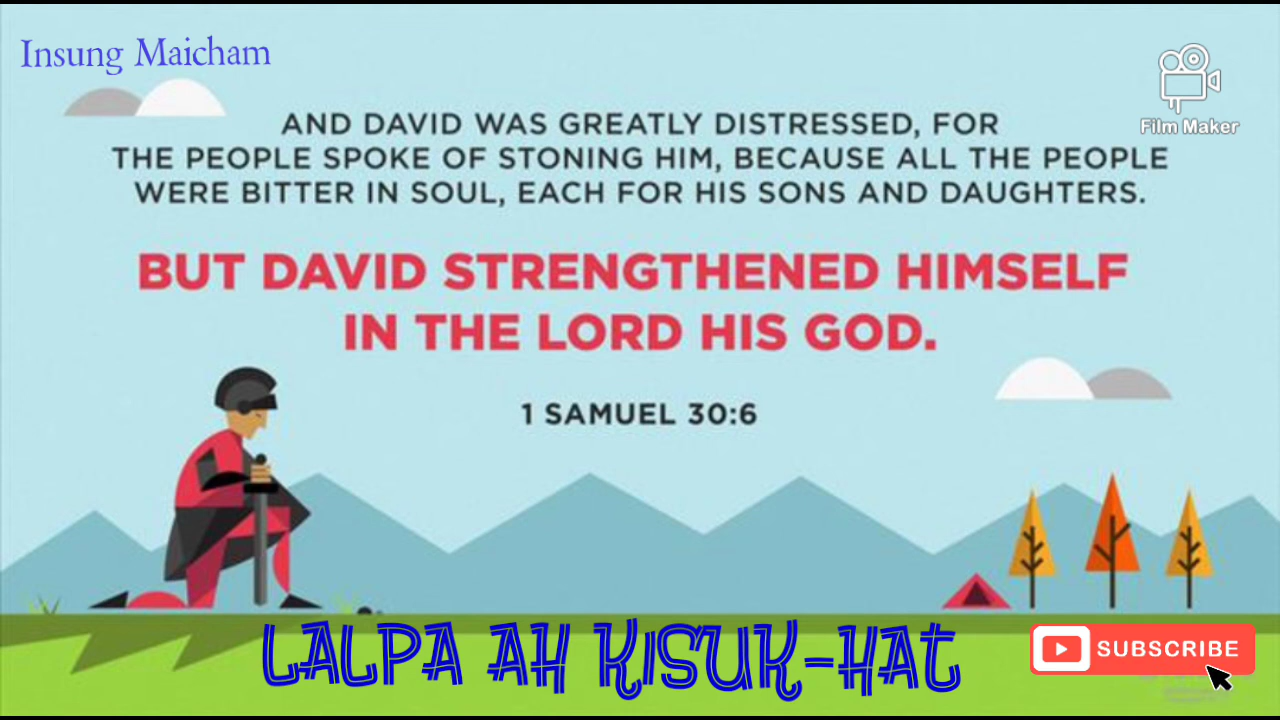 Insung Maicham
Film Maker
AND DAVID WAS GREATLY DISTRESSED, FOR
THE PEOPLE SPOKE OF STONING HIM, BECAUSE ALL THE PEOPLE
WERE BITTER IN SOUL, EACH FOR HIS SONS AND DAUGHTERS.
BUT DAVID STRENGTHENED HIMSELF
IN THE LORD HIS GOD.
1 SAMUEL 30:6
LALPA AH KISUK-HAT
SUBSCRIBE